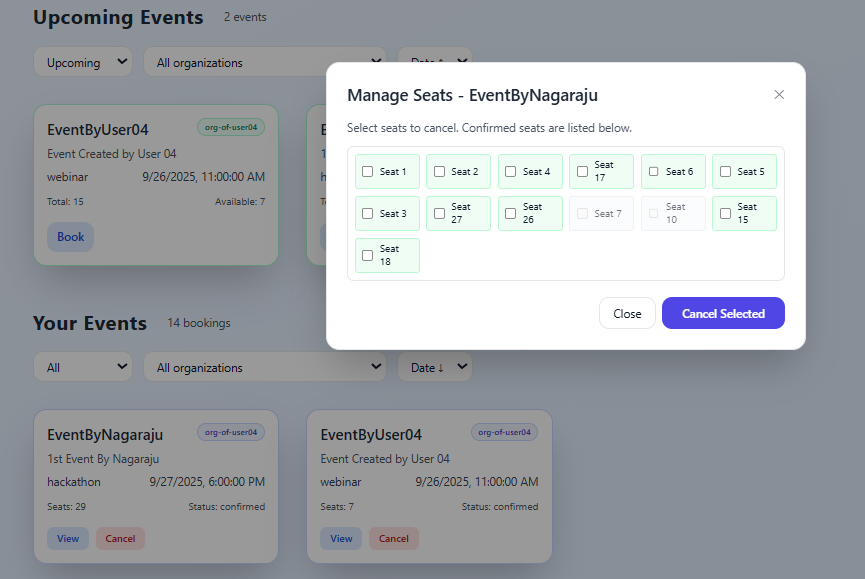 Upcoming Events 2 events
Upcoming All organizations Date ↑
EventByUser04 org-of-user04
Event Created by User 04
webinar 9/26/2025, 11:00:00 AM
Total: 15 Available: 7
Book
Manage Seats - EventByNagaraju
Select seats to cancel. Confirmed seats are listed below.
Seat 1 Seat 2 Seat 4 Seat 17 Seat 6 Seat 5
Seat 3 Seat 27 Seat 26 Seat 7 Seat 10 Seat 15
Seat 18
Close Cancel Selected
Your Events 14 bookings
All All organizations Date ↓
EventByNagaraju org-of-user04
1st Event By Nagaraju
hackathon 9/27/2025, 6:00:00 PM
Seats: 29 Status: confirmed
View Cancel
EventByUser04 org-of-user04
Event Created by User 04
webinar 9/26/2025, 11:00:00 AM
Seats: 7 Status: confirmed
View Cancel